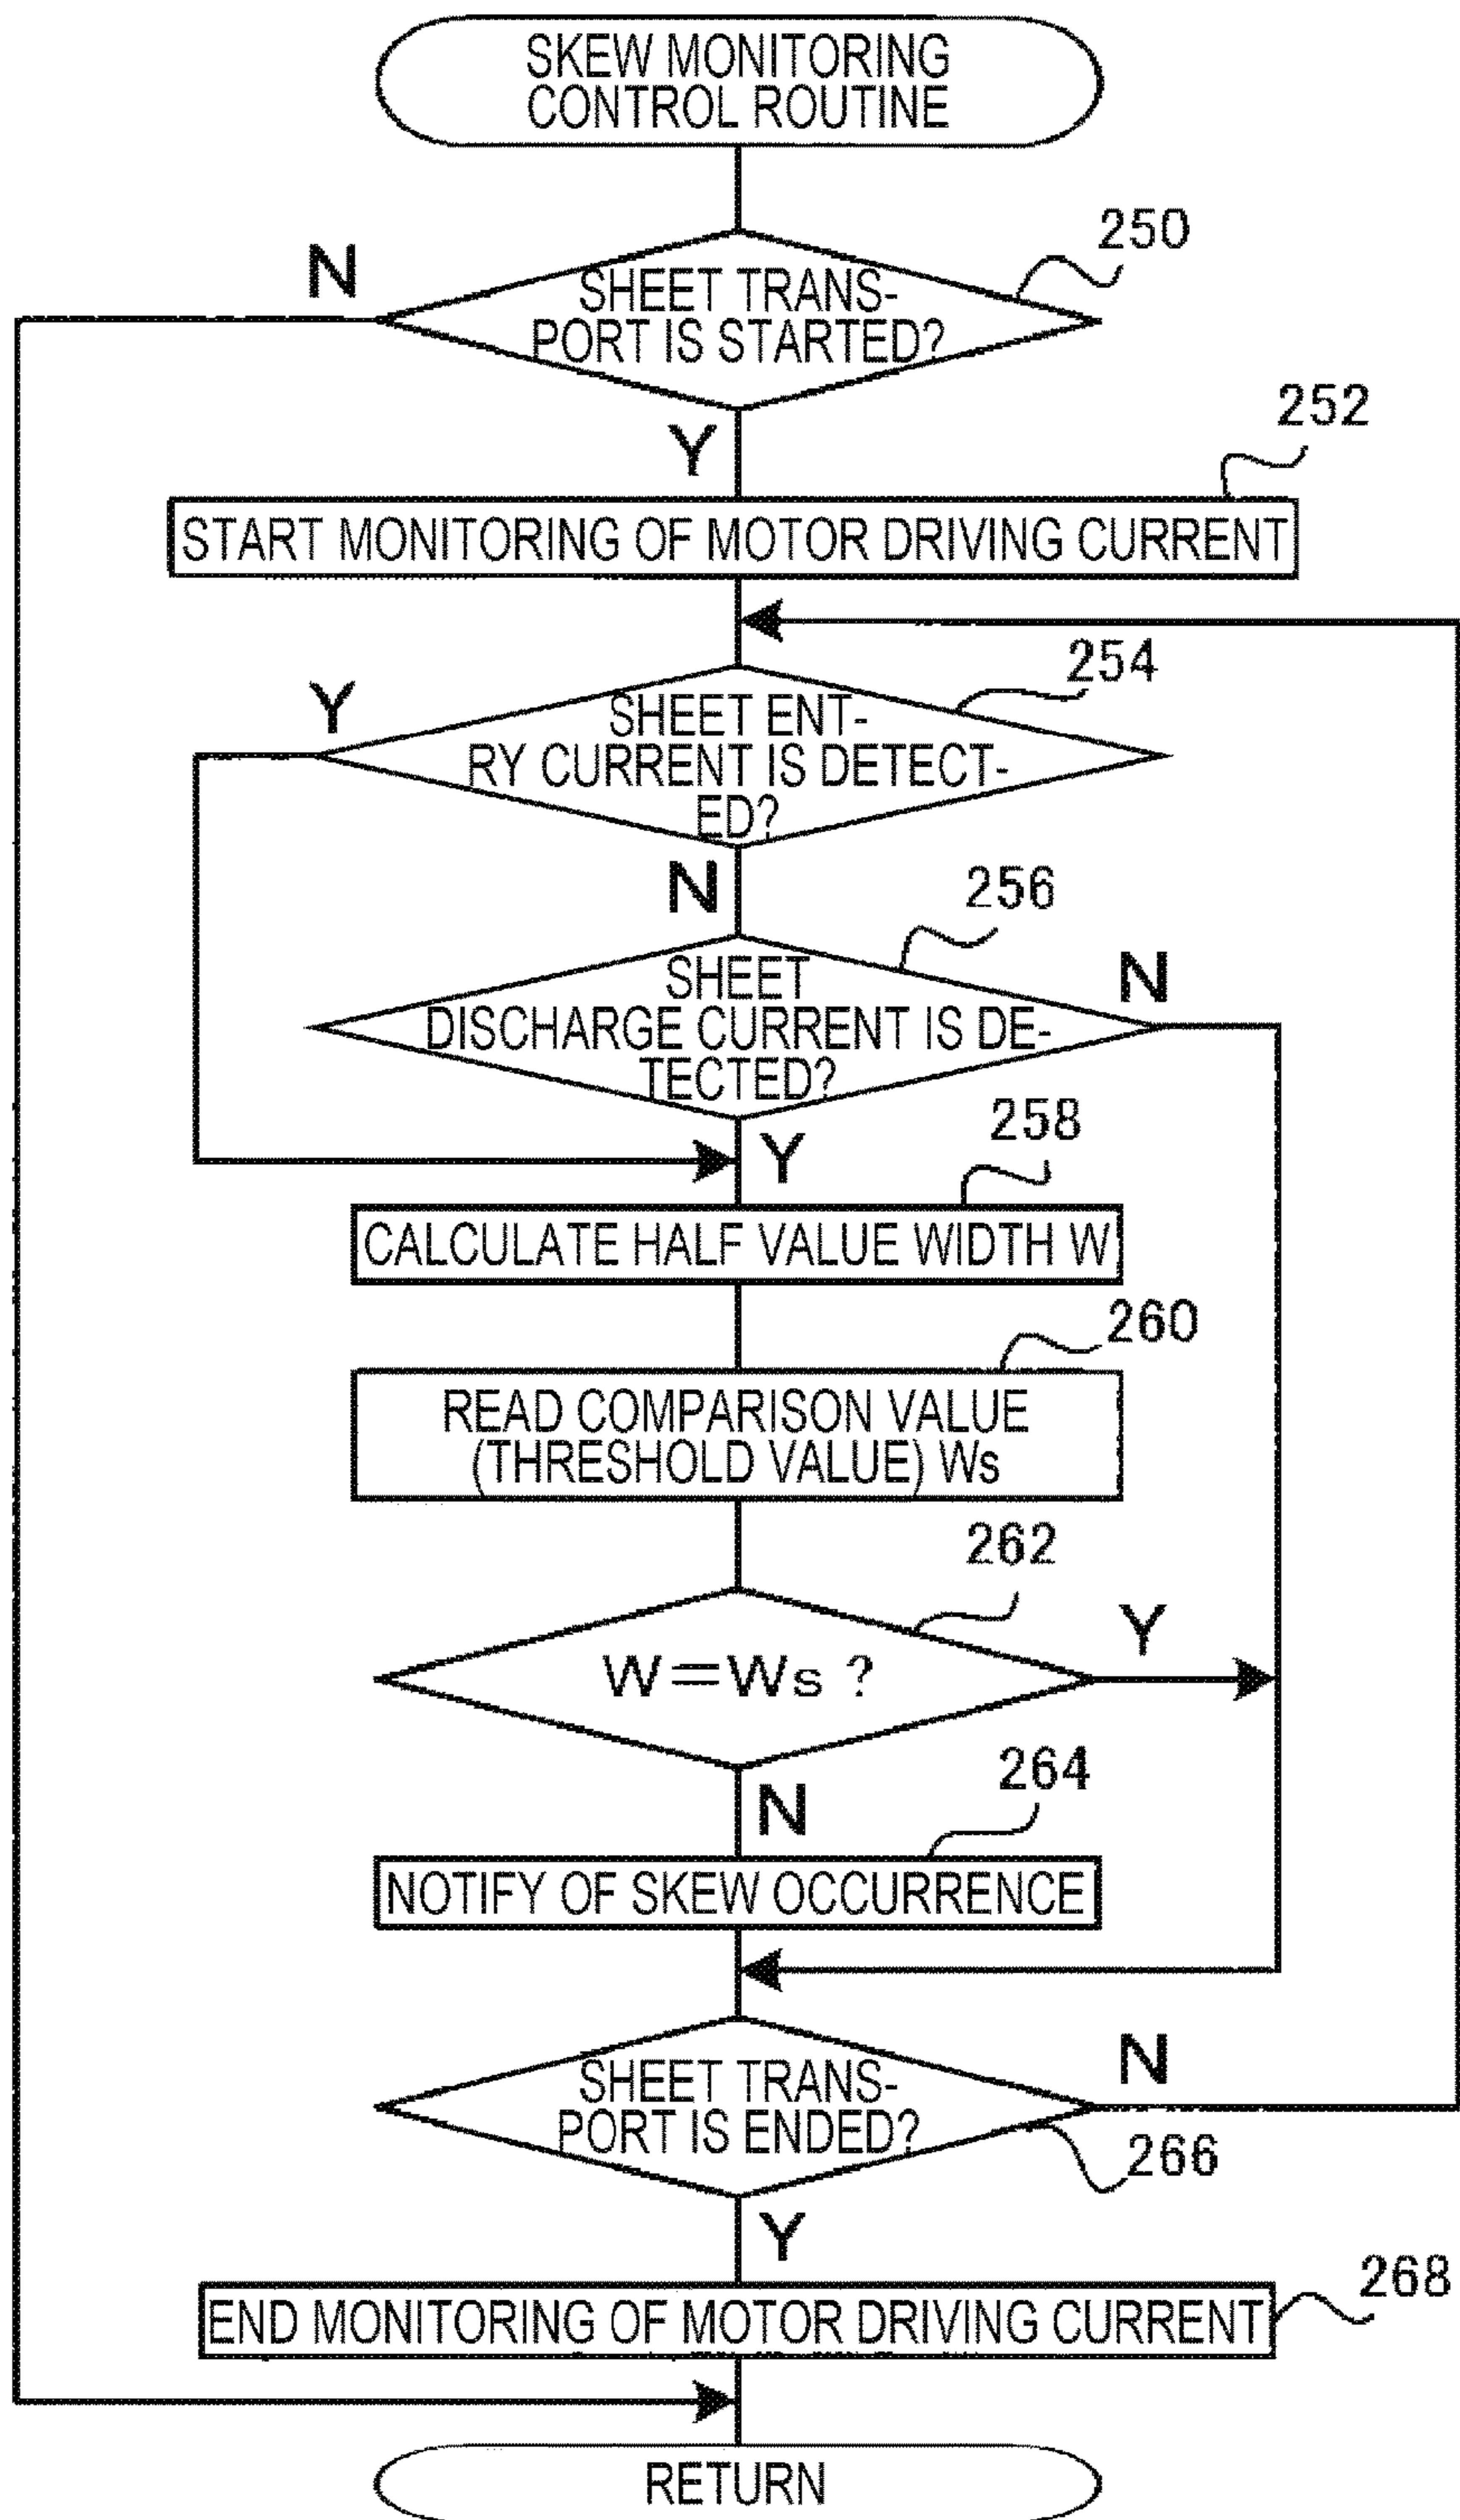 SKEW MONITORING
CONTROL ROUTINE
250
N
SHEET TRANS-
PORT IS STARTED?
252
Y
START MONITORING OF MOTOR DRIVING CURRENT
254
Y
SHEET ENT-
RY CURRENT IS DETECT-
ED?
N
256
SHEET
N
DISCHARGE CURRENT IS DE-
TECTED?
258
Y
CALCULATE HALF VALUE WIDTH W
260
READ COMPARISON VALUE
(THRESHOLD VALUE) Ws
262
Y
W=Ws ?
264
N
NOTIFY OF SKEW OCCURRENCE
N
SHEET TRANS-
PORT IS ENDED?
266
Y
268
END MONITORING OF MOTOR DRIVING CURRENT
RETURN